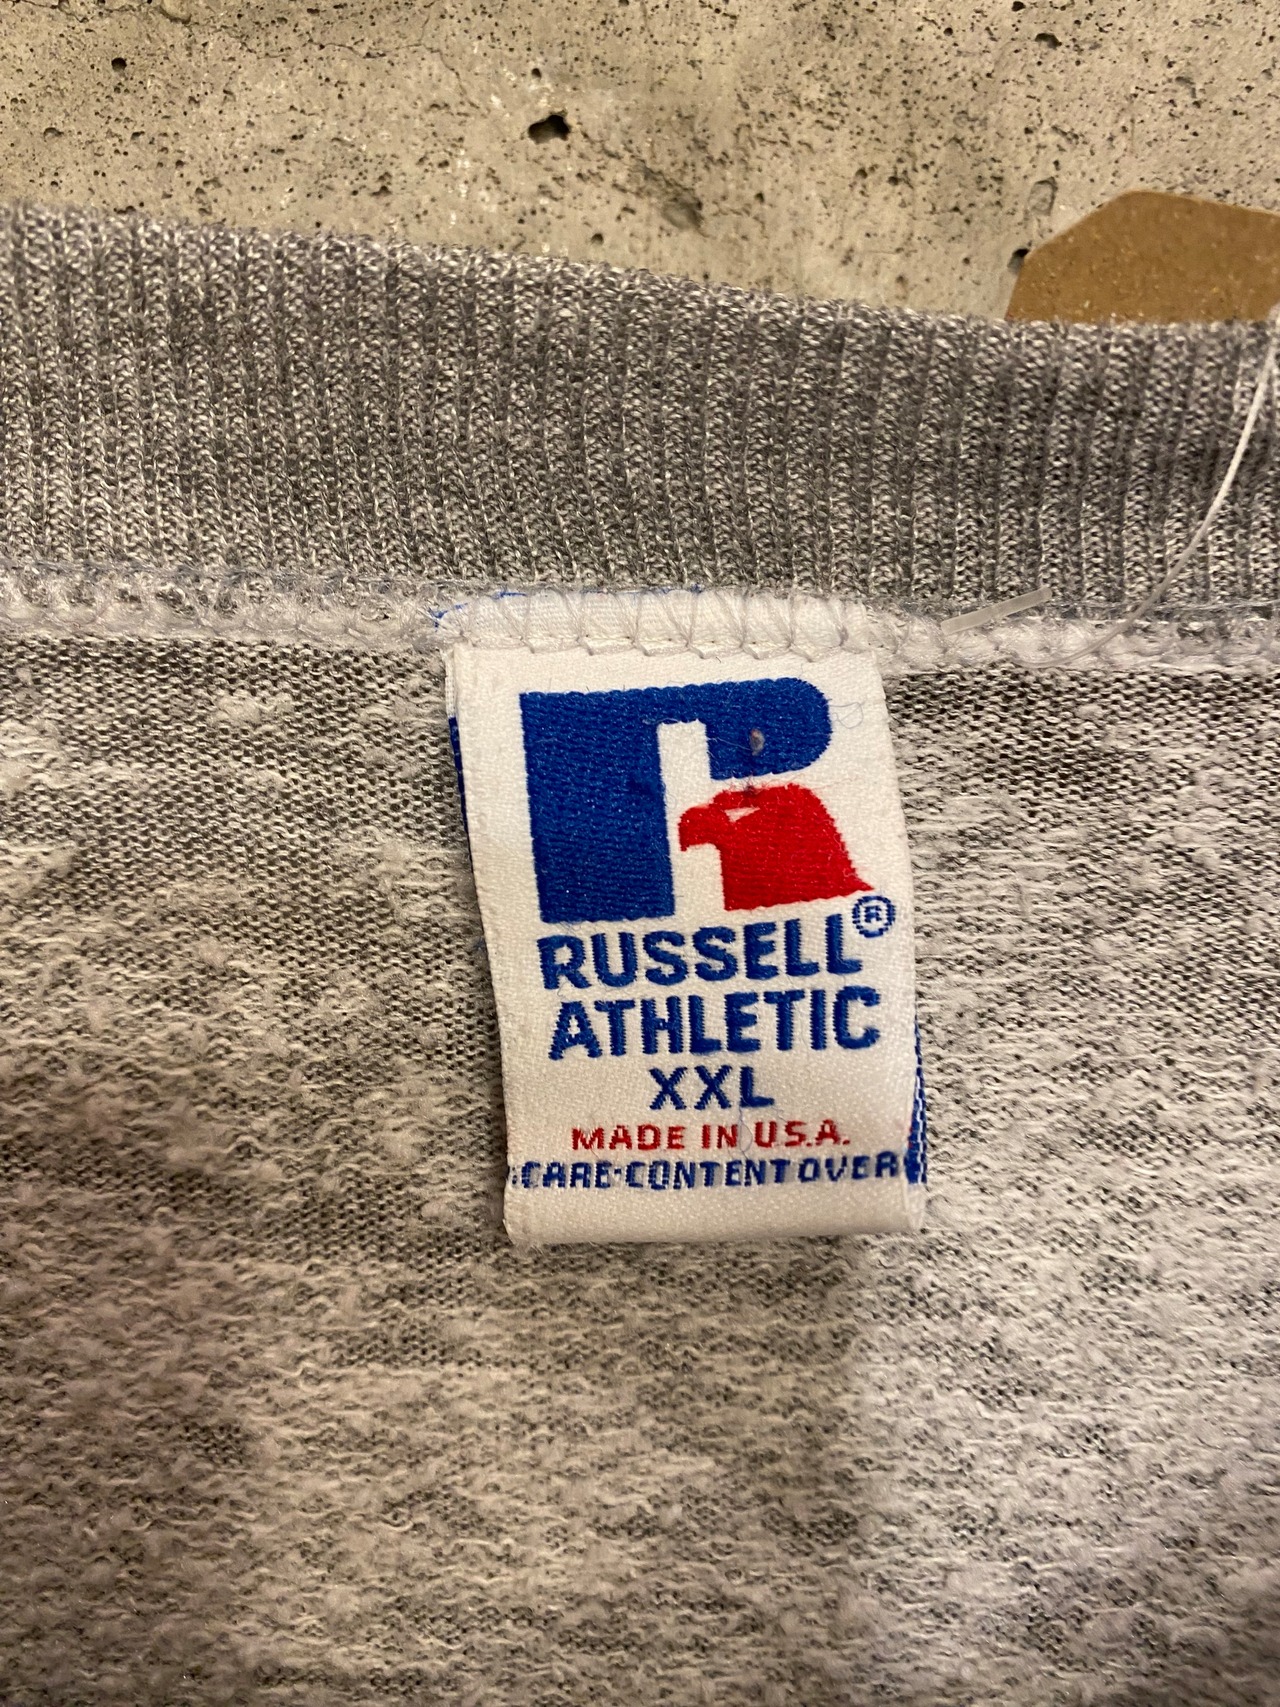 R
RUSSELL®
ATHLETIC
XXL
MADE IN U.S.A.
CARE·CONTENT OVER